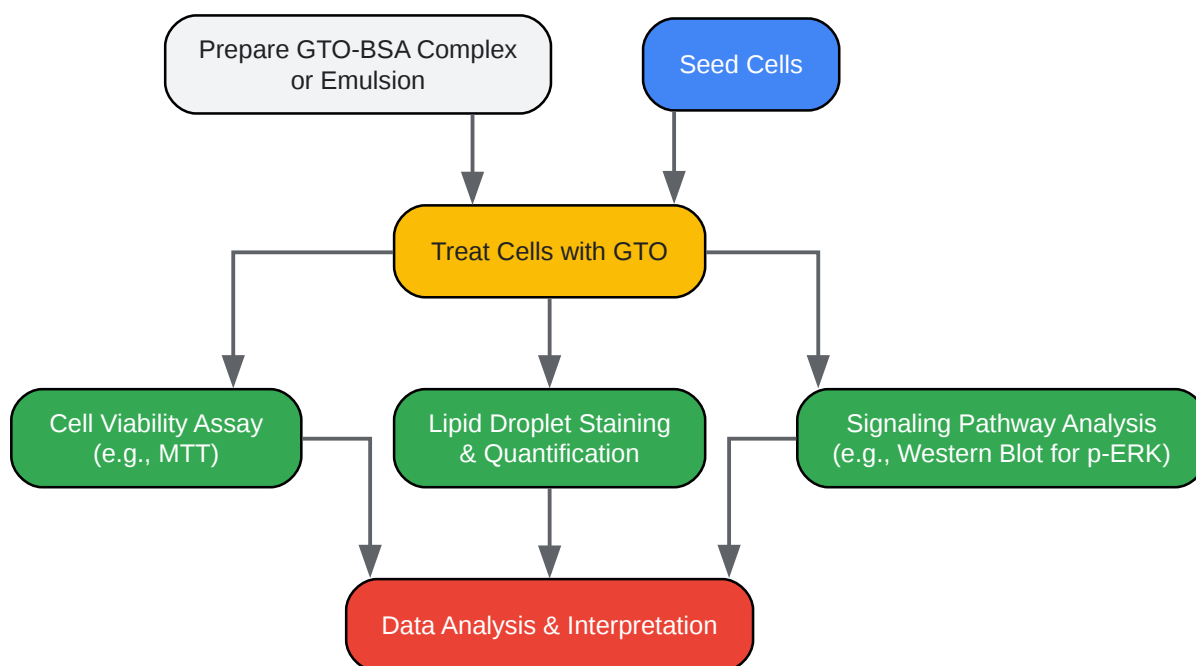 Prepare GTO-BSA Complex
or Emulsion
Seed Cells
Treat Cells with GTO
Cell Viability Assay
(e.g., MTT)
Lipid Droplet Staining
& Quantification
Signaling Pathway Analysis
(e.g., Western Blot for p-ERK)
Data Analysis & Interpretation